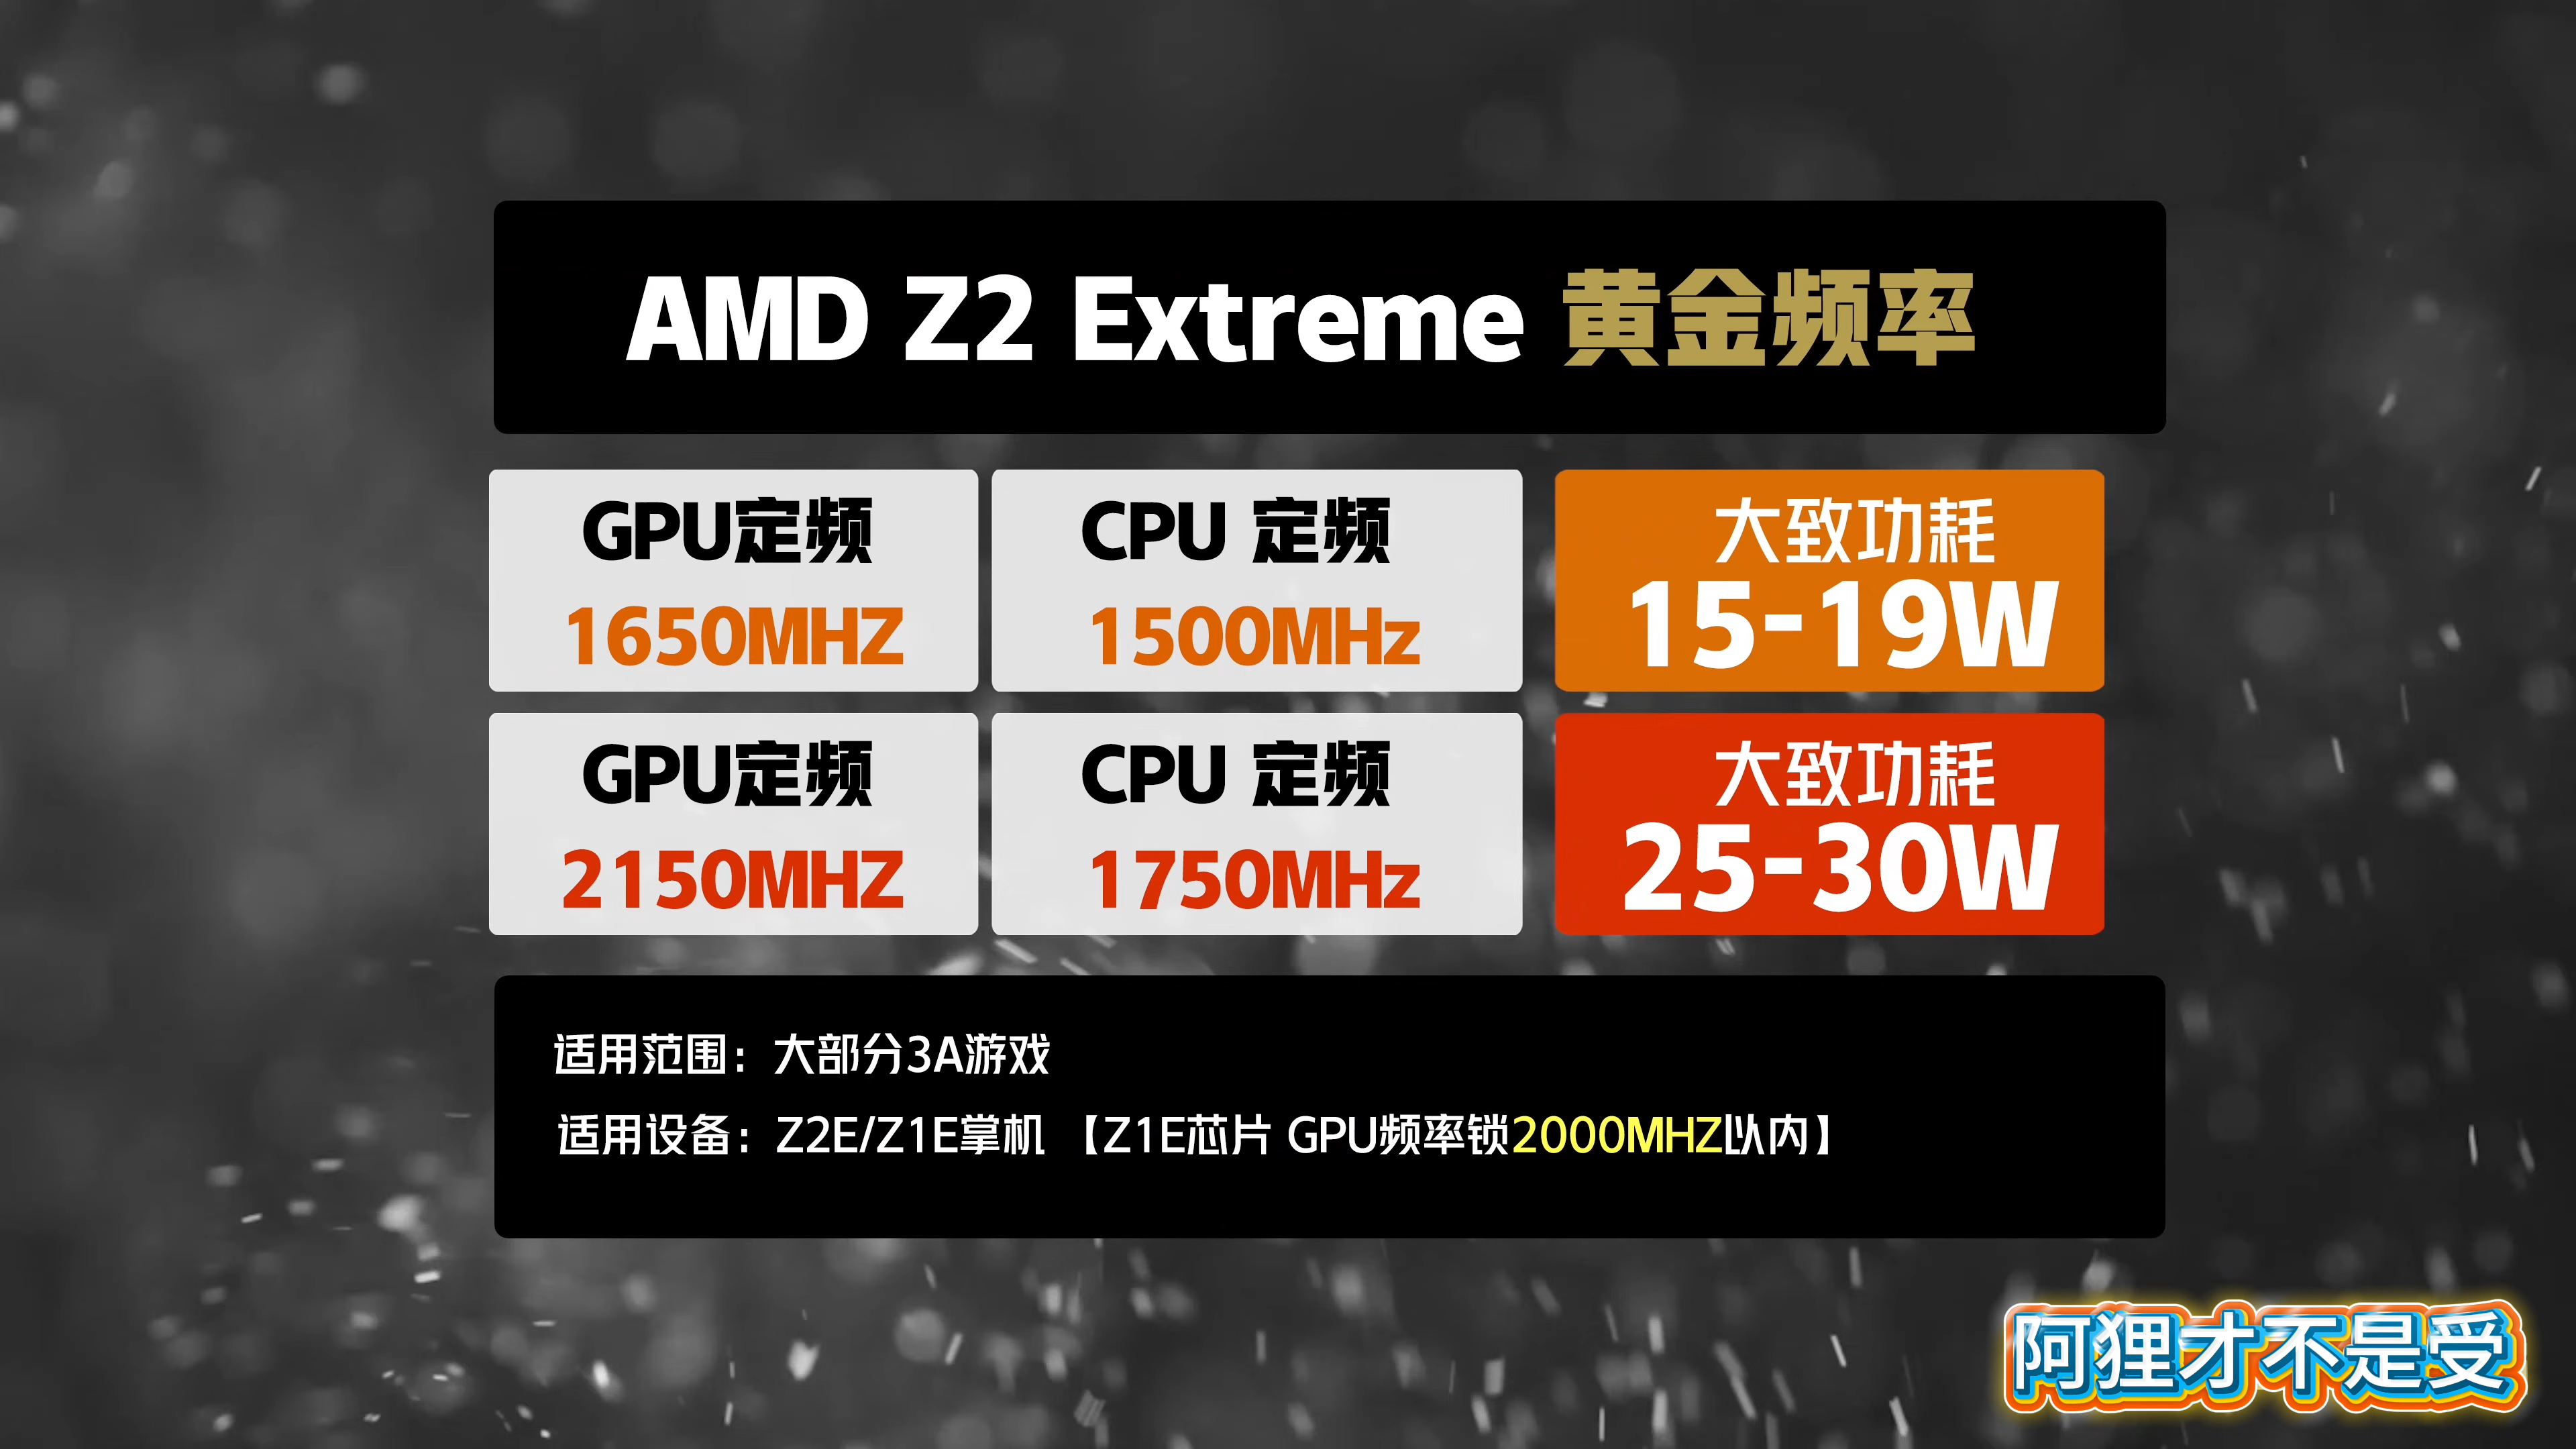 AMD Z2 Extreme 黄金频率
GPU定频
1650MHZ
CPU 定频
1500MHz
大致功耗
15-19W
GPU定频
2150MHZ
CPU 定频
1750MHz
大致功耗
25-30W
适用范围：大部分3A游戏
适用设备：Z2E/Z1E掌机 【Z1E芯片 GPU频率锁2000MHZ以内】
阿狸才不是受